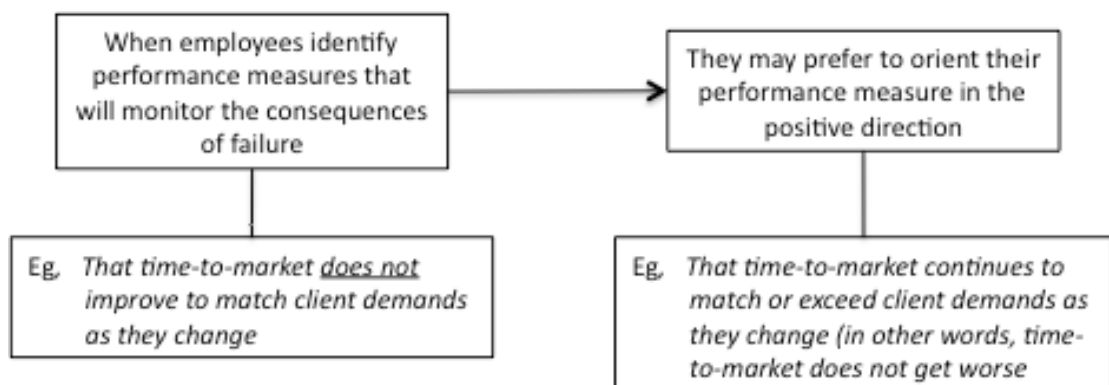 When employees identify
performance measures that
will monitor the consequences
of failure
They may prefer to orient their
performance measure in the
positive direction
Eg, That time-to-market does not
improve to match client demands
as they change
Eg, That time-to-market continues to
match or exceed client demands as
they change (in other words, time-
to-market does not get worse